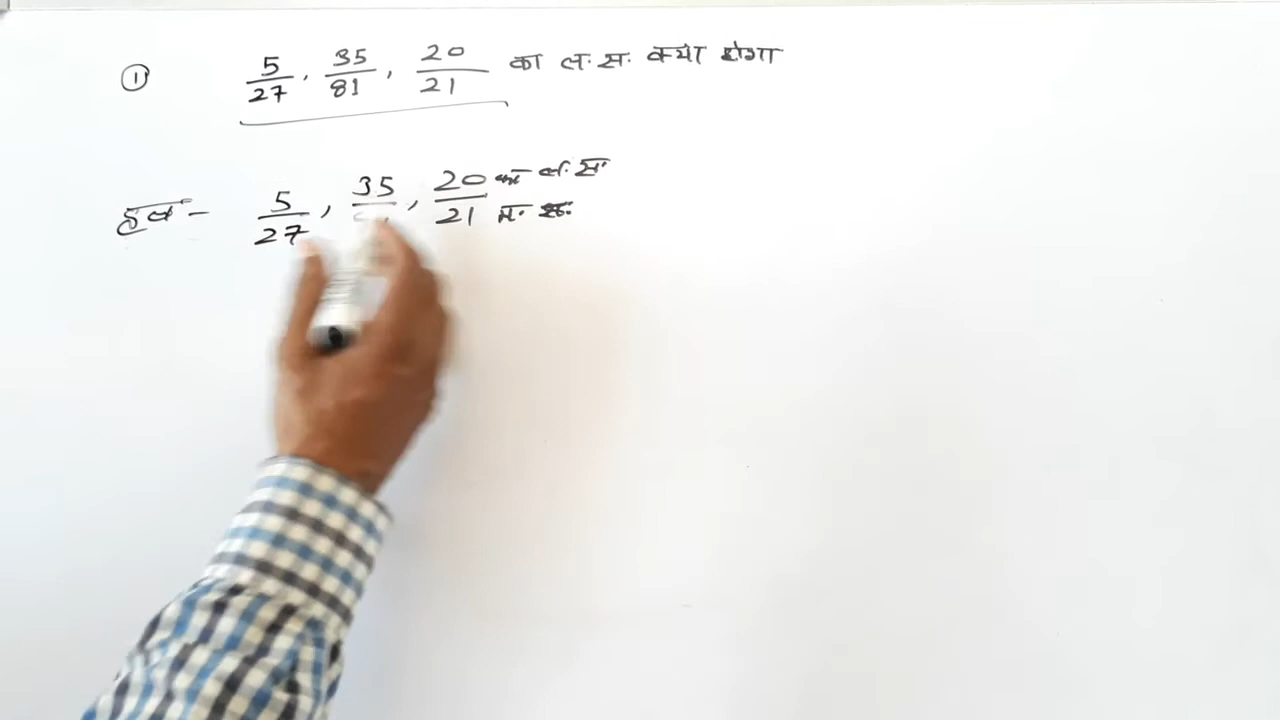 ① 5/27, 35/81, 20/21 का ल.स. क्या होगा
हल- 5/27, 35/, 20/21 का ल.स.
म. स.